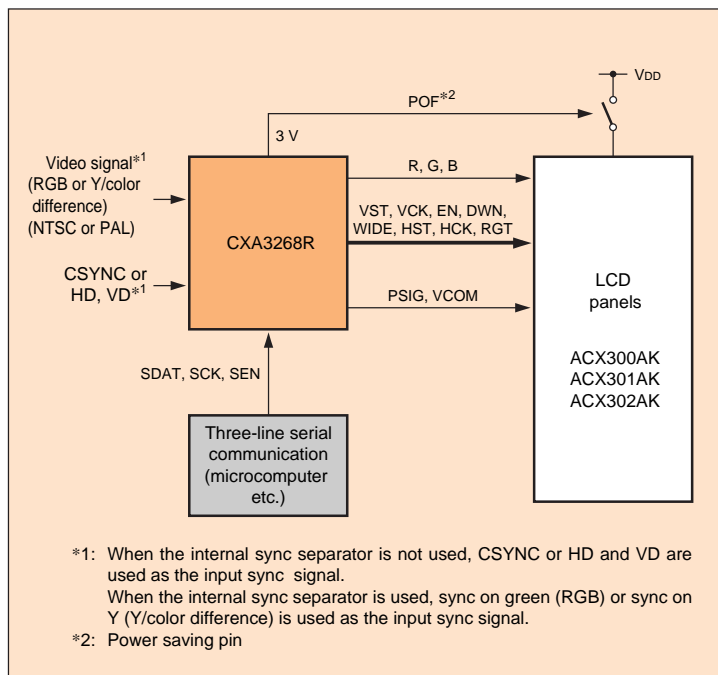 VDD
POF*2
3 V
Video signal*1
(RGB or Y/color
difference)
(NTSC or PAL)
R, G, B
VST, VCK, EN, DWN,
WIDE, HST, HCK, RGT
CXA3268R
CSYNC or
HD, VD*1
PSIG, VCOM
LCD
panels
ACX300AK
ACX301AK
ACX302AK
SDAT, SCK, SEN
Three-line serial
communication
(microcomputer
etc.)
*1: When the internal sync separator is not used, CSYNC or HD and VD are
used as the input sync signal.
When the internal sync separator is used, sync on green (RGB) or sync on
Y (Y/color difference) is used as the input sync signal.
*2: Power saving pin